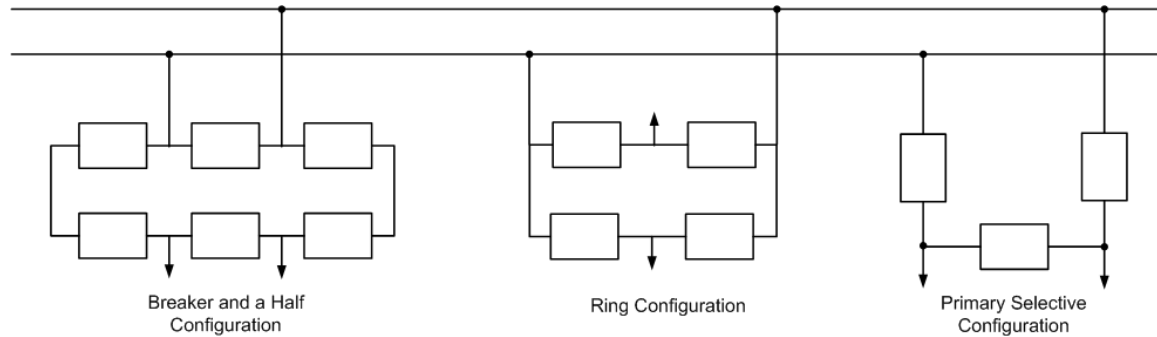 Breaker and a Half
Configuration
Ring Configuration
Primary Selective
Configuration